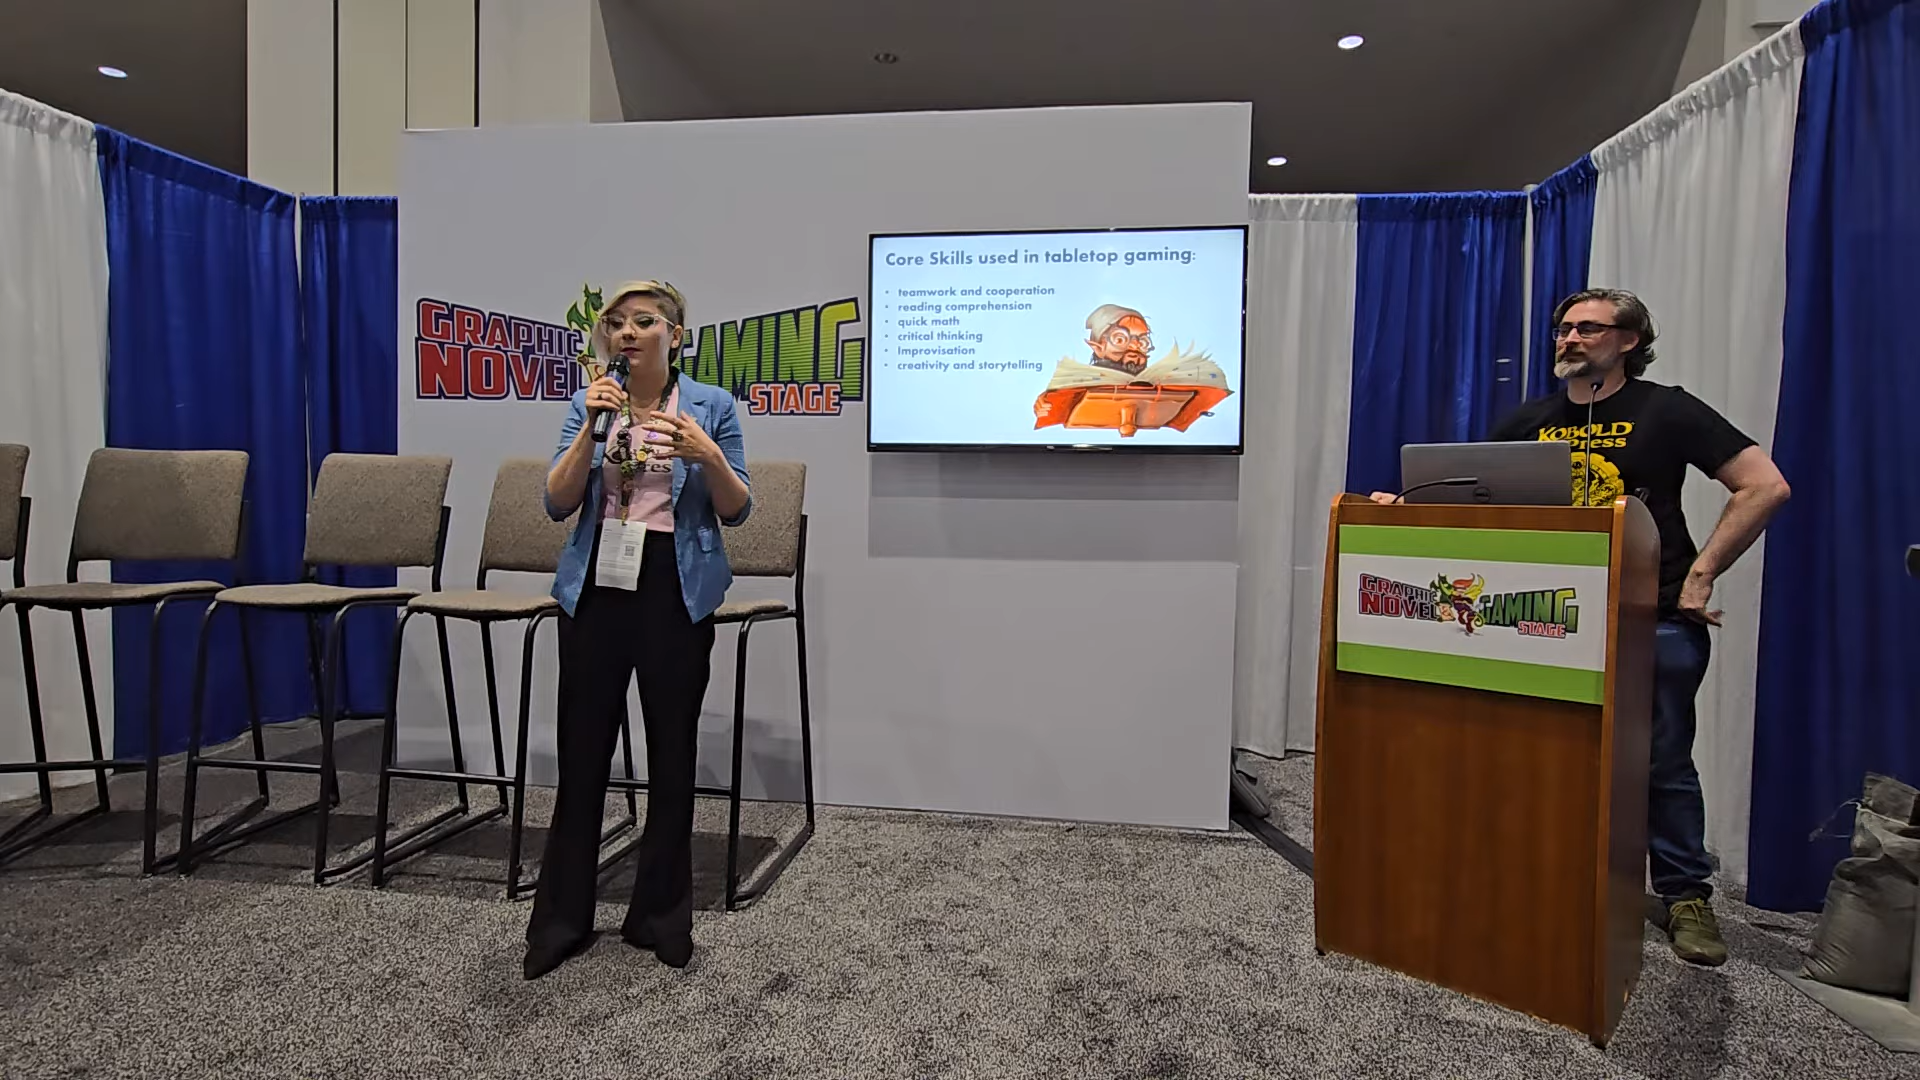 GRAPHIC
NOVEL
GAMING
STAGE
Core Skills used in tabletop gaming:
• teamwork and cooperation
• reading comprehension
• quick math
• critical thinking
• Improvisation
• creativity and storytelling
KOBOLD
Press
GRAPHIC
NOVEL
GAMING
STAGE